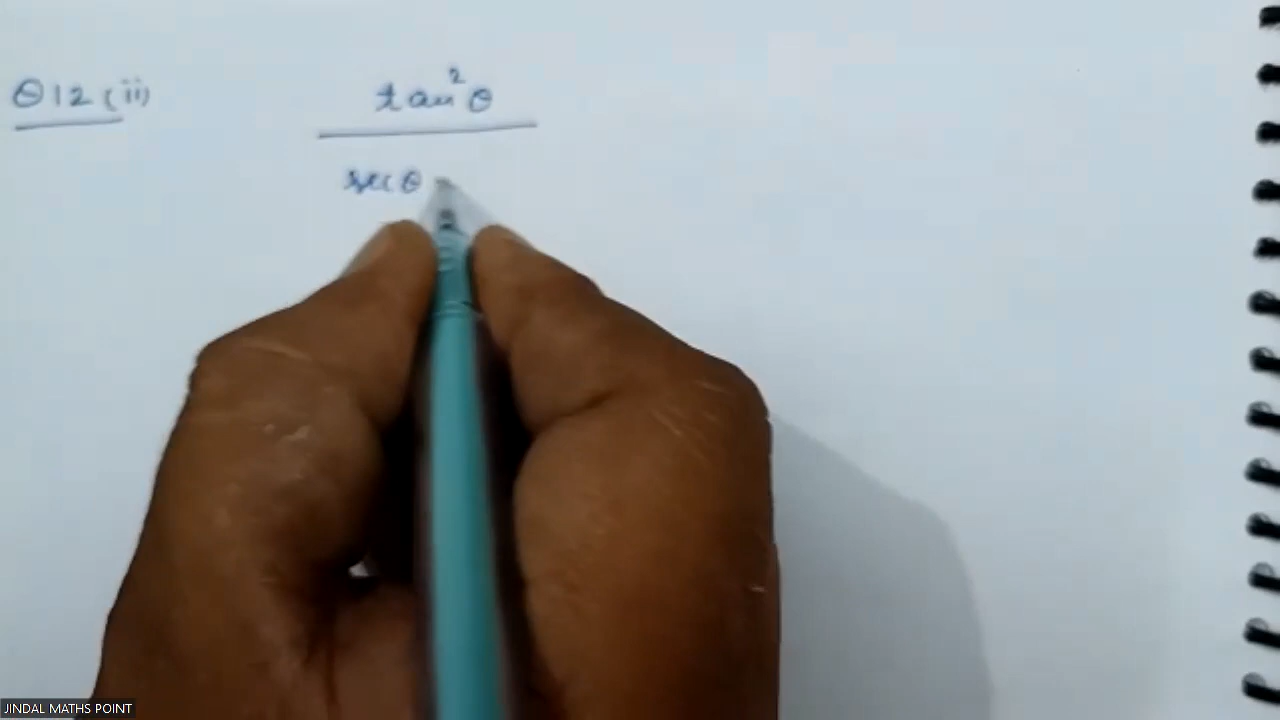 Q12 (ii)
tan²θ
secθ
JINDAL MATHS POINT